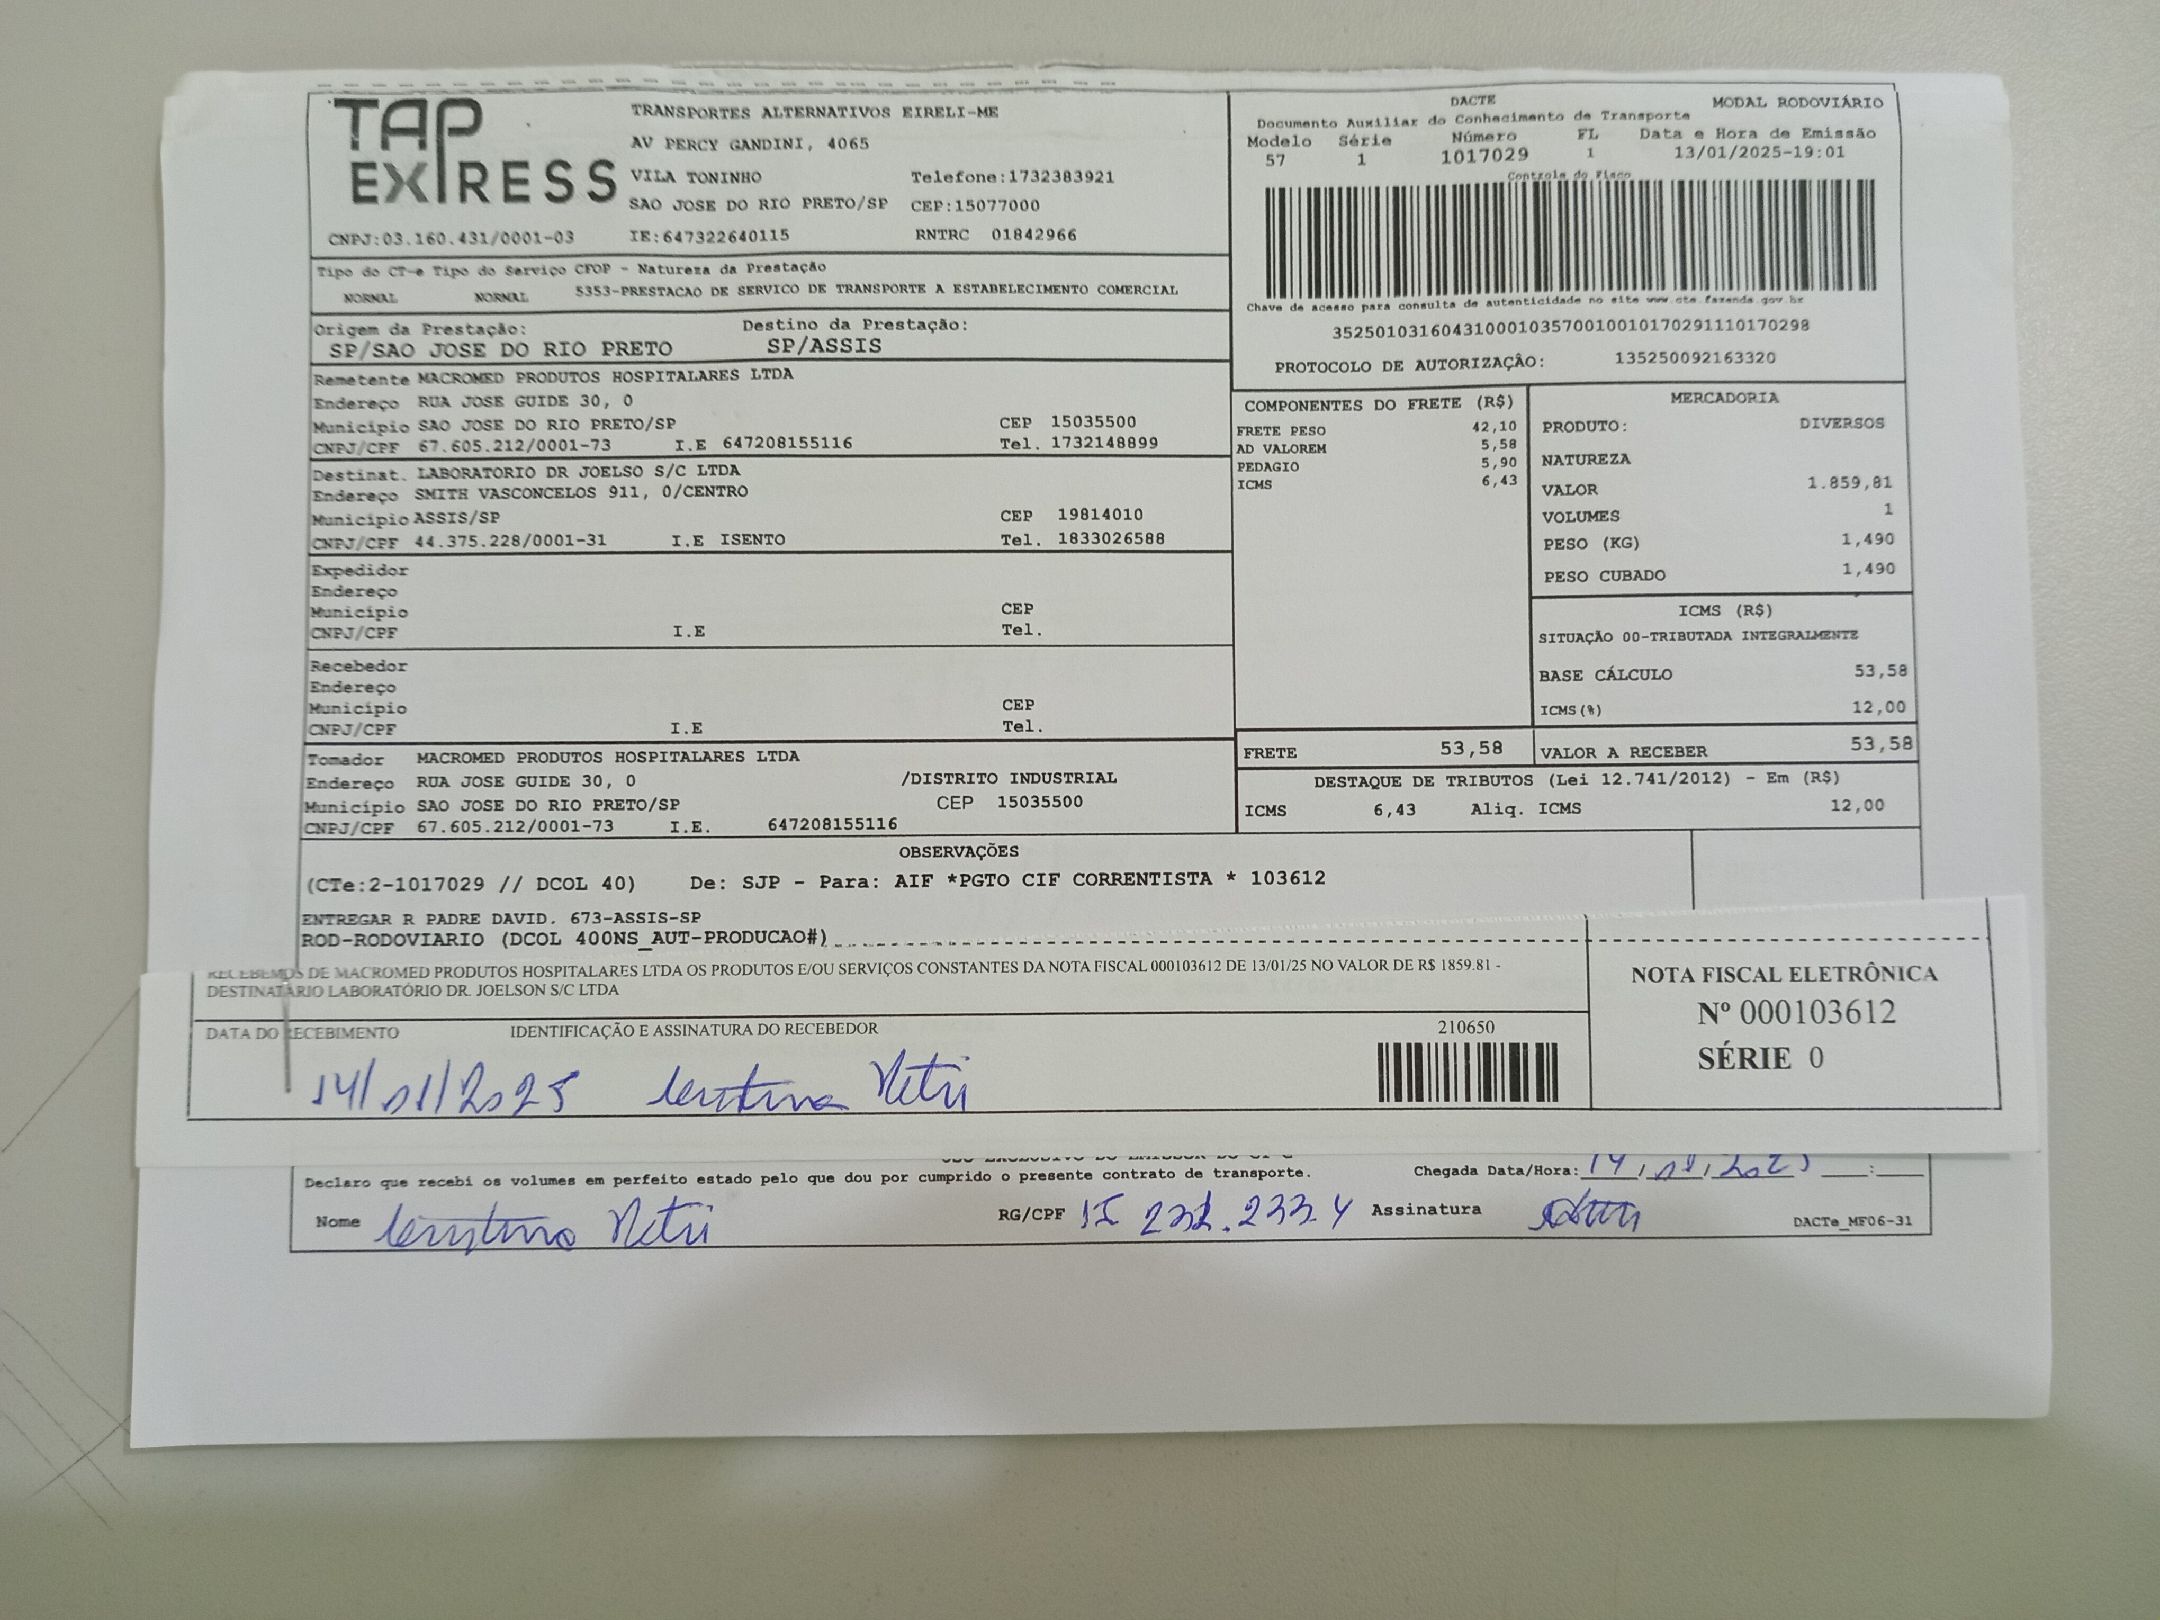 TAP EXPRESS
TRANSPORTES ALTERNATIVOS EIRELI-ME
AV PERCY GANDINI, 4065
VILA TONINHO Telefone:1732383921
SAO JOSE DO RIO PRETO/SP CEP:15077000
CNPJ:03.160.431/0001-03 IE:647322640115 RNTRC 01842966
DACTE MODAL RODOVIÁRIO
Documento Auxiliar do Conhecimento de Transporte
Modelo Série Número FL Data e Hora de Emissão
57 1 1017029 1 13/01/2025-19:01
Controle do Fisco
Chave de acesso para consulta de autenticidade no site www.cte.fazenda.gov.br
35250103160431000103570010010170291110170298
PROTOCOLO DE AUTORIZAÇÃO: 135250092163320
Tipo do CT-e Tipo do Serviço CFOP - Natureza da Prestação
NORNAL NORNAL 5353-PRESTACAO DE SERVICO DE TRANSPORTE A ESTABELECIMENTO COMERCIAL
Origem da Prestação: Destino da Prestação:
SP/SAO JOSE DO RIO PRETO SP/ASSIS
Remetente MACROMED PRODUTOS HOSPITALARES LTDA
Endereço RUA JOSE GUIDE 30, 0
Município SAO JOSE DO RIO PRETO/SP CEP 15035500
CNPJ/CPF 67.605.212/0001-73 I.E 647208155116 Tel. 1732148899
Destinat. LABORATORIO DR JOELSO S/C LTDA
Endereço SMITH VASCONCELOS 911, 0/CENTRO
Município ASSIS/SP CEP 19814010
CNPJ/CPF 44.375.228/0001-31 I.E ISENTO Tel. 1833026588
Expedidor
Endereço
Município CEP
CNPJ/CPF I.E Tel.
Recebedor
Endereço
Município CEP
CNPJ/CPF I.E Tel.
Tomador MACROMED PRODUTOS HOSPITALARES LTDA
Endereço RUA JOSE GUIDE 30, 0 /DISTRITO INDUSTRIAL
Município SAO JOSE DO RIO PRETO/SP CEP 15035500
CNPJ/CPF 67.605.212/0001-73 I.E. 647208155116
COMPONENTES DO FRETE (R$)
FRETE PESO 42,10
AD VALOREM 5,58
PEDAGIO 5,90
ICMS 6,43
MERCADORIA
PRODUTO: DIVERSOS
NATUREZA
VALOR 1.859,81
VOLUMES 1
PESO (KG) 1,490
PESO CUBADO 1,490
ICMS (R$)
SITUAÇÃO 00-TRIBUTADA INTEGRALMENTE
BASE CÁLCULO 53,58
ICMS(%) 12,00
FRETE 53,58 VALOR A RECEBER 53,58
DESTAQUE DE TRIBUTOS (Lei 12.741/2012) - Em (R$)
ICMS 6,43 Aliq. ICMS 12,00
OBSERVAÇÕES
(CTe:2-1017029 // DCOL 40) De: SJP - Para: AIF *PGTO CIF CORRENTISTA * 103612
ENTREGAR R PADRE DAVID. 673-ASSIS-SP
ROD-RODOVIARIO (DCOL 400NS_AUT-PRODUCAO#)
RECEBEMOS DE MACROMED PRODUTOS HOSPITALARES LTDA OS PRODUTOS E/OU SERVIÇOS CONSTANTES DA NOTA FISCAL 000103612 DE 13/01/25 NO VALOR DE R$ 1859.81 -
DESTINATÁRIO LABORATÓRIO DR. JOELSON S/C LTDA
DATA DO RECEBIMENTO IDENTIFICAÇÃO E ASSINATURA DO RECEBEDOR 210650
14/01/2025
NOTA FISCAL ELETRÔNICA
Nº 000103612
SÉRIE 0
Declaro que recebi os volumes em perfeito estado pelo que dou por cumprido o presente contrato de transporte. Chegada Data/Hora: 14/01/2025 :
Nome RG/CPF Assinatura
DACTe_MF06-31